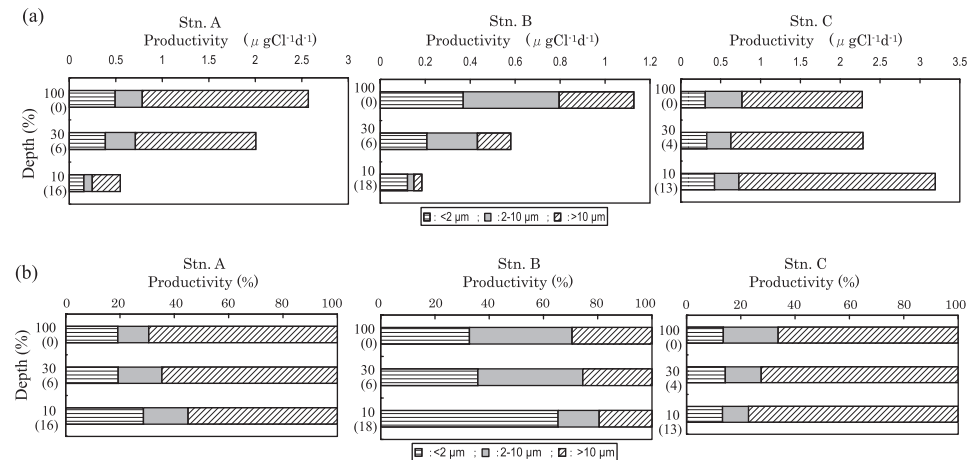 (a)
Stn. A
Productivity (μ gCl⁻¹d⁻¹)
0 0.5 1 1.5 2 2.5 3
Depth (%)
100
(0)
30
(6)
10
(16)
Stn. B
Productivity (μ gCl⁻¹d⁻¹)
0 0.2 0.4 0.6 0.8 1 1.2
100
(0)
30
(6)
10
(18)
Stn. C
Productivity (μ gCl⁻¹d⁻¹)
0 0.5 1 1.5 2 2.5 3 3.5
100
(0)
30
(4)
10
(13)
: <2 μm ; : 2-10 μm ; : >10 μm
(b)
Stn. A
Productivity (%)
0 20 40 60 80 100
Depth (%)
100
(0)
30
(6)
10
(16)
Stn. B
Productivity (%)
0 20 40 60 80 100
100
(0)
30
(6)
10
(18)
Stn. C
Productivity (%)
0 20 40 60 80 100
100
(0)
30
(4)
10
(13)
: <2 μm ; : 2-10 μm ; : >10 μm